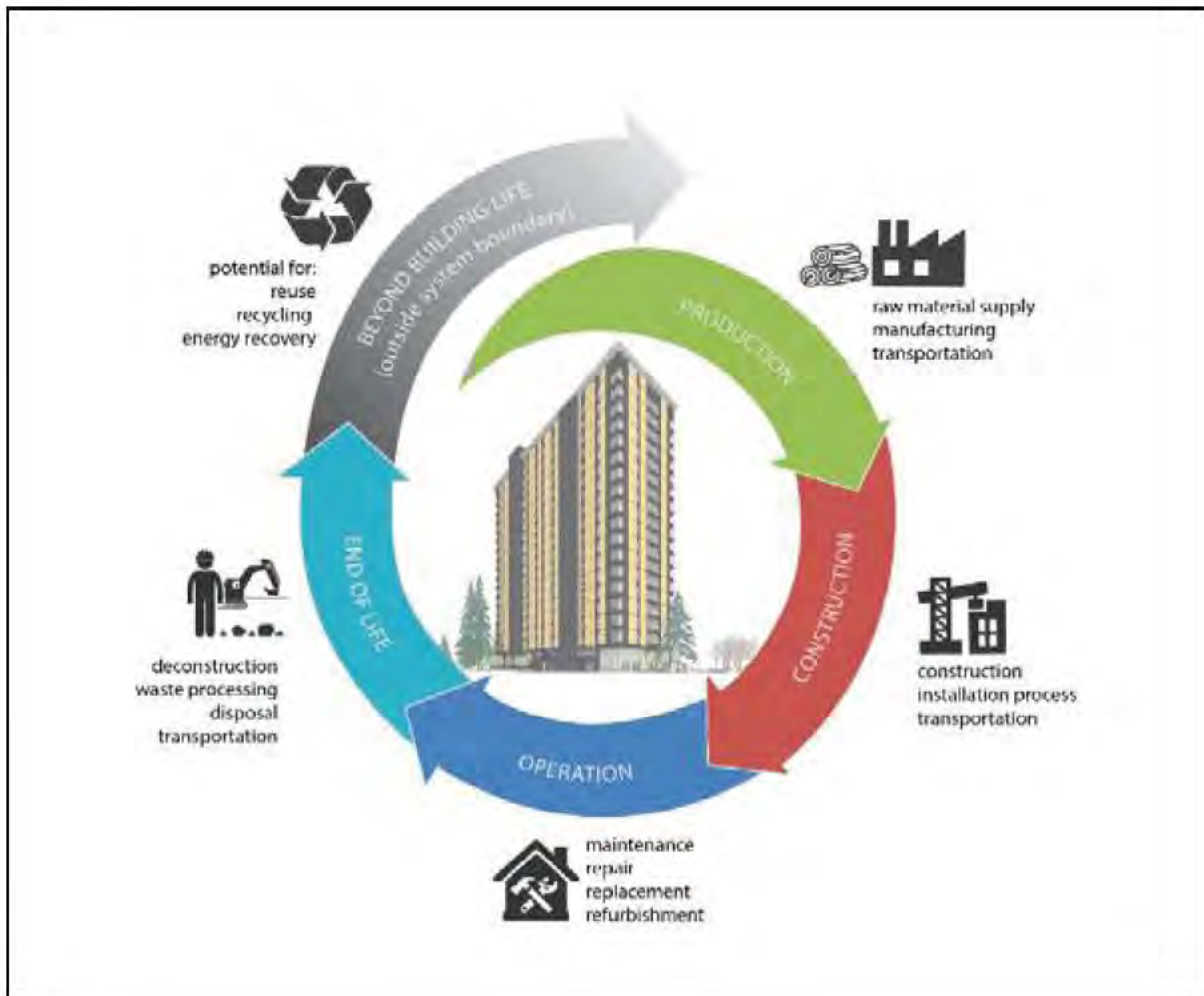 BEYOND BUILDING LIFE
(outside system boundary)
potential for:
reuse
recycling
energy recovery
PRODUCTION
raw material supply
manufacturing
transportation
CONSTRUCTION
construction
installation process
transportation
OPERATION
maintenance
repair
replacement
refurbishment
END OF LIFE
deconstruction
waste processing
disposal
transportation